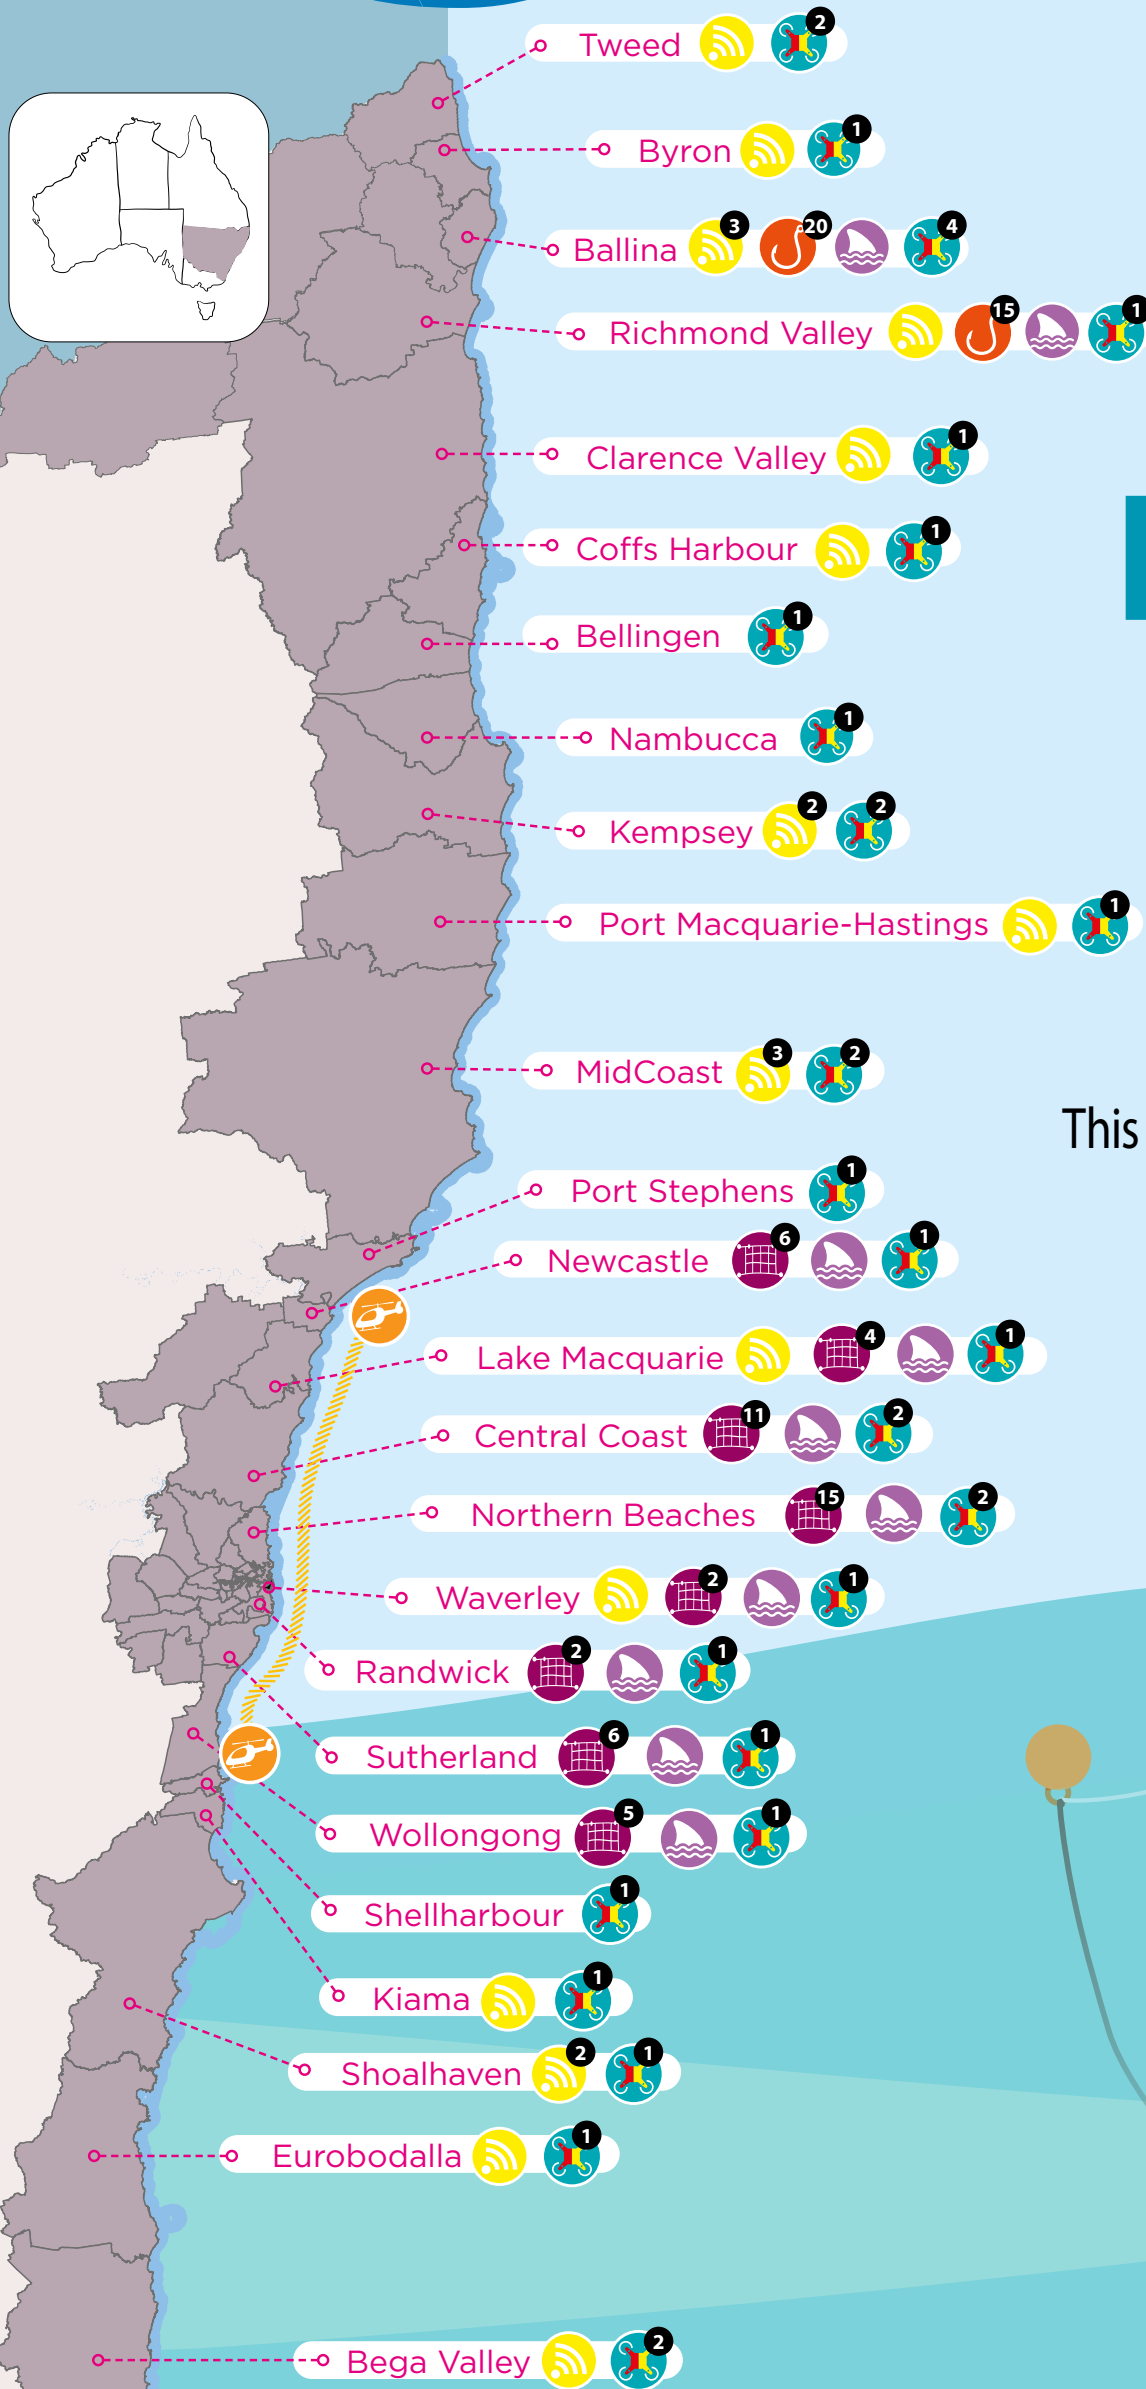 Tweed 2
Byron 1
Ballina 3 20 4
Richmond Valley 15 1
Clarence Valley 1
Coffs Harbour 1
Bellingen 1
Nambucca 1
Kempsey 2 2
Port Macquarie-Hastings 1
MidCoast 3 2
This
Port Stephens 1
Newcastle 6 1
Lake Macquarie 4 1
Central Coast 11 2
Northern Beaches 15 2
Waverley 2 1
Randwick 2 1
Sutherland 6 1
Wollongong 5 1
Shellharbour 1
Kiama 1
Shoalhaven 2 1
Eurobodalla 1
Bega Valley 2